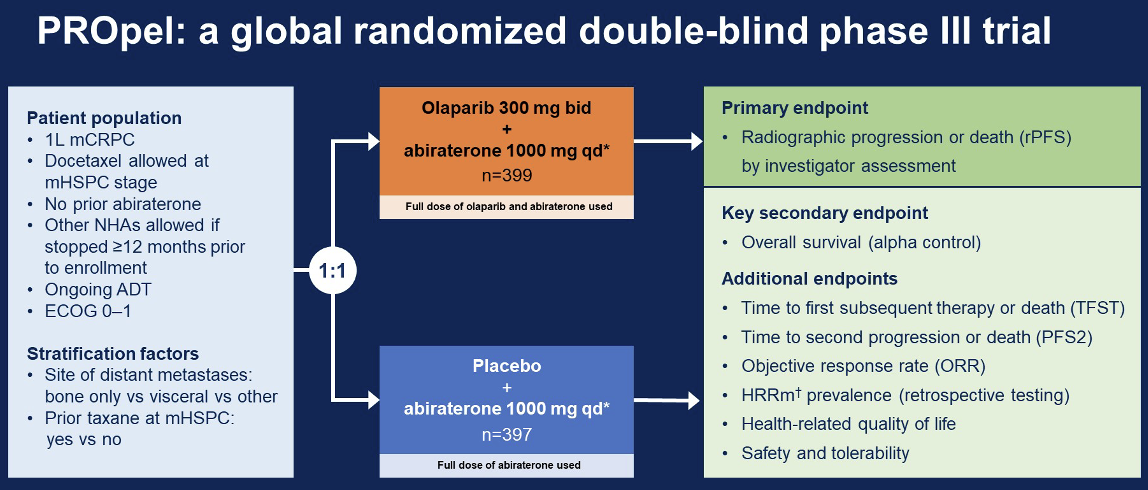 PROpel: a global randomized double-blind phase III trial
Patient population
• 1L mCRPC
• Docetaxel allowed at
mHSPC stage
• No prior abiraterone
• Other NHAs allowed if
stopped ≥12 months prior
to enrollment
• Ongoing ADT
• ECOG 0–1
Stratification factors
• Site of distant metastases:
bone only vs visceral vs other
• Prior taxane at mHSPC:
yes vs no
1:1
Olaparib 300 mg bid
+
abiraterone 1000 mg qd*
n=399
Full dose of olaparib and abiraterone used
Placebo
+
abiraterone 1000 mg qd*
n=397
Full dose of abiraterone used
Primary endpoint
• Radiographic progression or death (rPFS)
by investigator assessment
Key secondary endpoint
• Overall survival (alpha control)
Additional endpoints
• Time to first subsequent therapy or death (TFST)
• Time to second progression or death (PFS2)
• Objective response rate (ORR)
• HRRm† prevalence (retrospective testing)
• Health-related quality of life
• Safety and tolerability